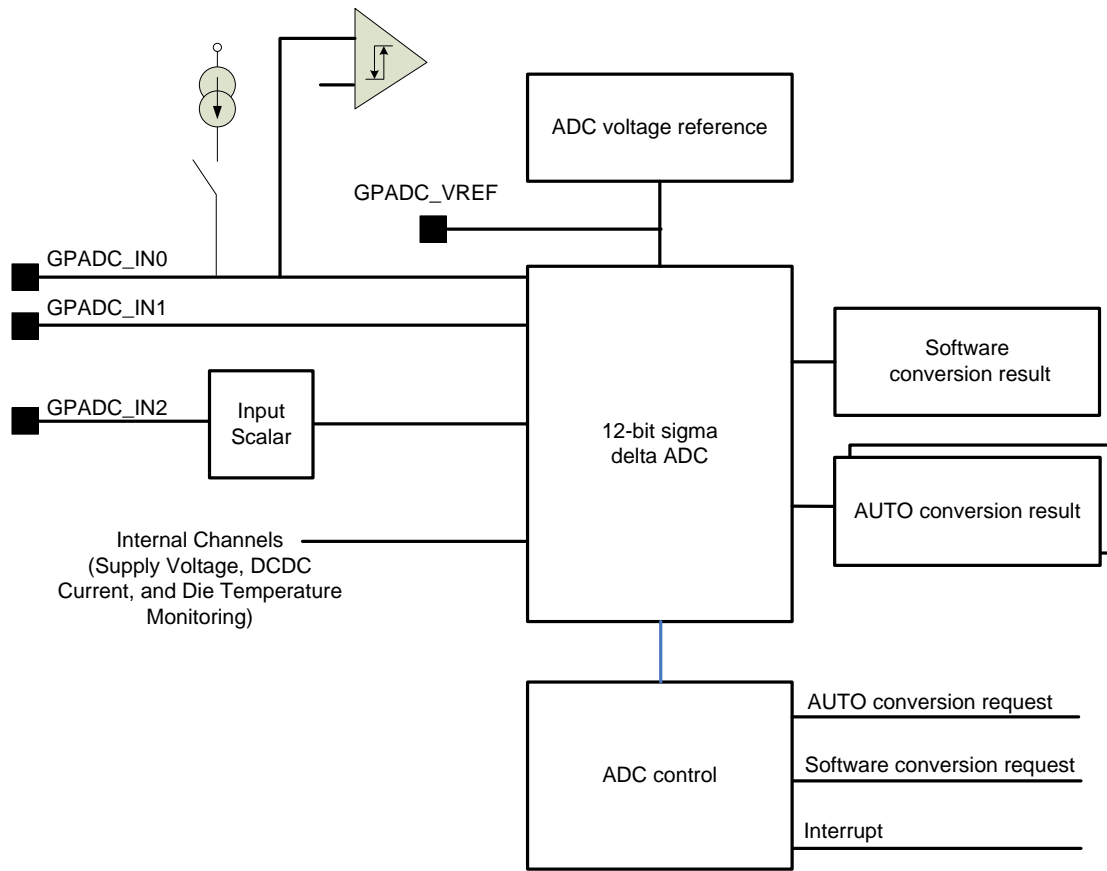 ADC voltage reference
GPADC_VREF
GPADC_IN0
GPADC_IN1
GPADC_IN2
Input
Scalar
12-bit sigma
delta ADC
Software
conversion result
AUTO conversion result
Internal Channels
(Supply Voltage, DCDC
Current, and Die Temperature
Monitoring)
ADC control
AUTO conversion request
Software conversion request
Interrupt